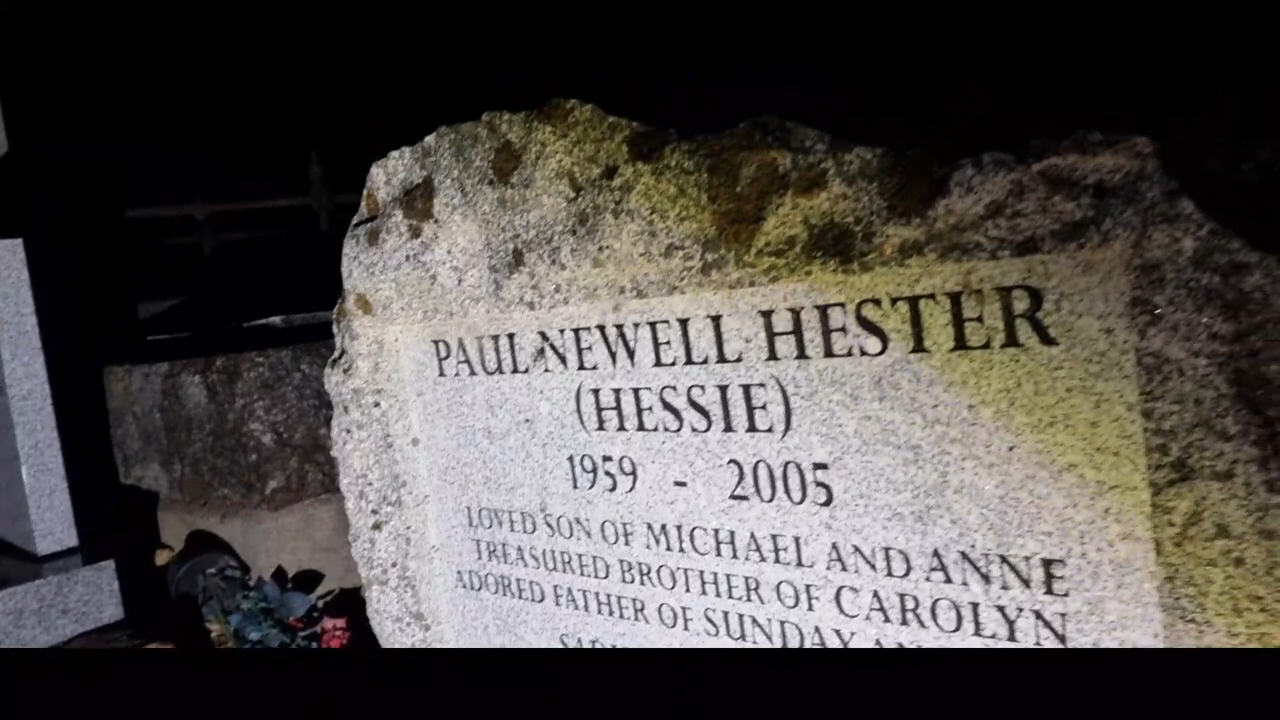 PAUL NEWELL HESTER
(HESSIE)
1959 - 2005
LOVED SON OF MICHAEL AND ANNE
TREASURED BROTHER OF CAROLYN
ADORED FATHER OF SUNDAY